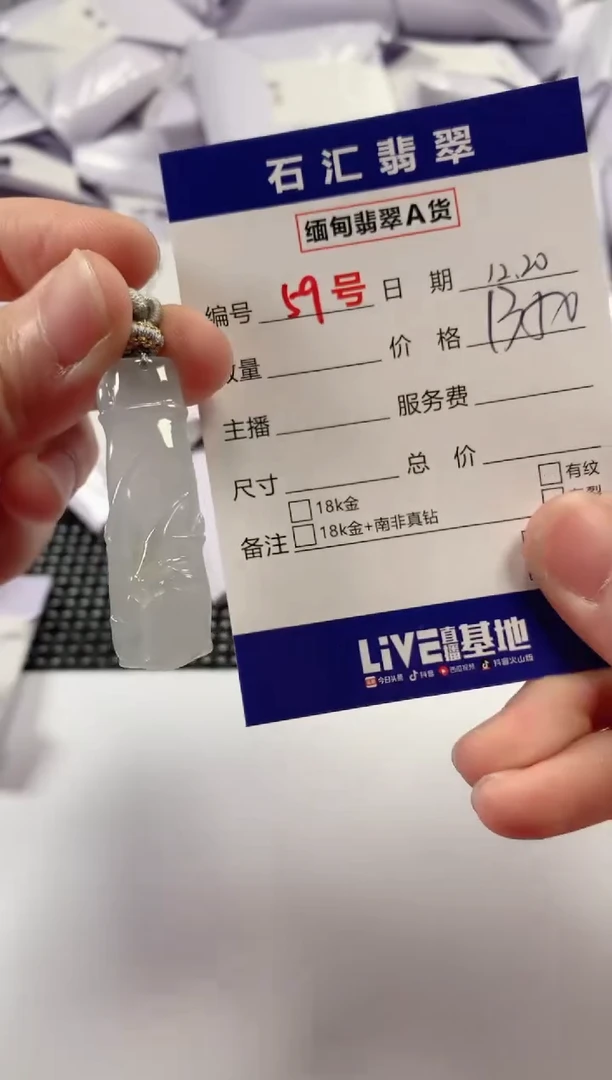 石汇翡翠
缅甸翡翠A货
编号 59号 日期 12.20
数量 价格
主播 服务费
尺寸 总价
有纹
备注 18k金
18k金+南非真钻
LiVE直播基地
今日头条 抖音 西瓜视频 抖音火山版